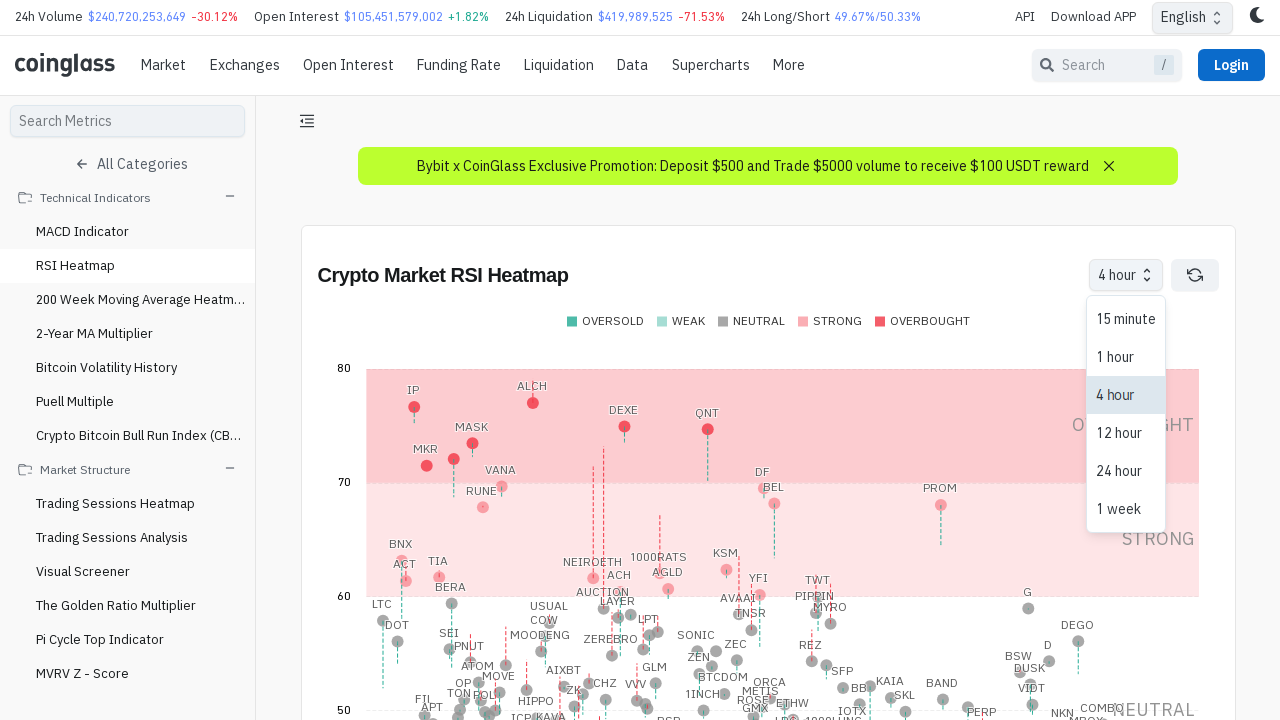 24h Volume $240,720,253,649 -30.12% Open Interest $105,451,579,002 +1.82% 24h Liquidation $419,989,525 -71.53% 24h Long/Short 49.67%/50.33% API Download APP English
coinglass Market Exchanges Open Interest Funding Rate Liquidation Data Supercharts More Search / Login
Search Metrics
All Categories
Technical Indicators
MACD Indicator
RSI Heatmap
200 Week Moving Average Heatm...
2-Year MA Multiplier
Bitcoin Volatility History
Puell Multiple
Crypto Bitcoin Bull Run Index (CB...
Market Structure
Trading Sessions Heatmap
Trading Sessions Analysis
Visual Screener
The Golden Ratio Multiplier
Pi Cycle Top Indicator
MVRV Z - Score
Bybit x CoinGlass Exclusive Promotion: Deposit $500 and Trade $5000 volume to receive $100 USDT reward
Crypto Market RSI Heatmap
4 hour
15 minute
1 hour
4 hour
12 hour
24 hour
1 week
OVERSOLD WEAK NEUTRAL STRONG OVERBOUGHT
80
IP ALCH
DEXE QNT
MASK
MKR
VANA DF
70 RUNE BEL PROM
STRONG
BNX
ACT TIA NEIROETH 1000RATS KSM
ACH AGLD YFI TWT
BERA
60 AUCTION G
LTC USUAL LAYER AVAAI PIPPIN
COW LPT TNSR MYRO
DOT DEGO
SEI MOODENG ZEREBRO SONIC
PNUT ZEC REZ D
ZEN BSW
ATOM AIXBT GLM SFP DUSK
MOVE BTCDOM
OP CHZ VVV ORCA BB KAIA BAND VIDT
TON ZK 1INCH METIS SKL
FIL HIPPO ROSE ETHW
APT GMX IOTX PERP COMBO
50 KAVA NKN NEUTRAL